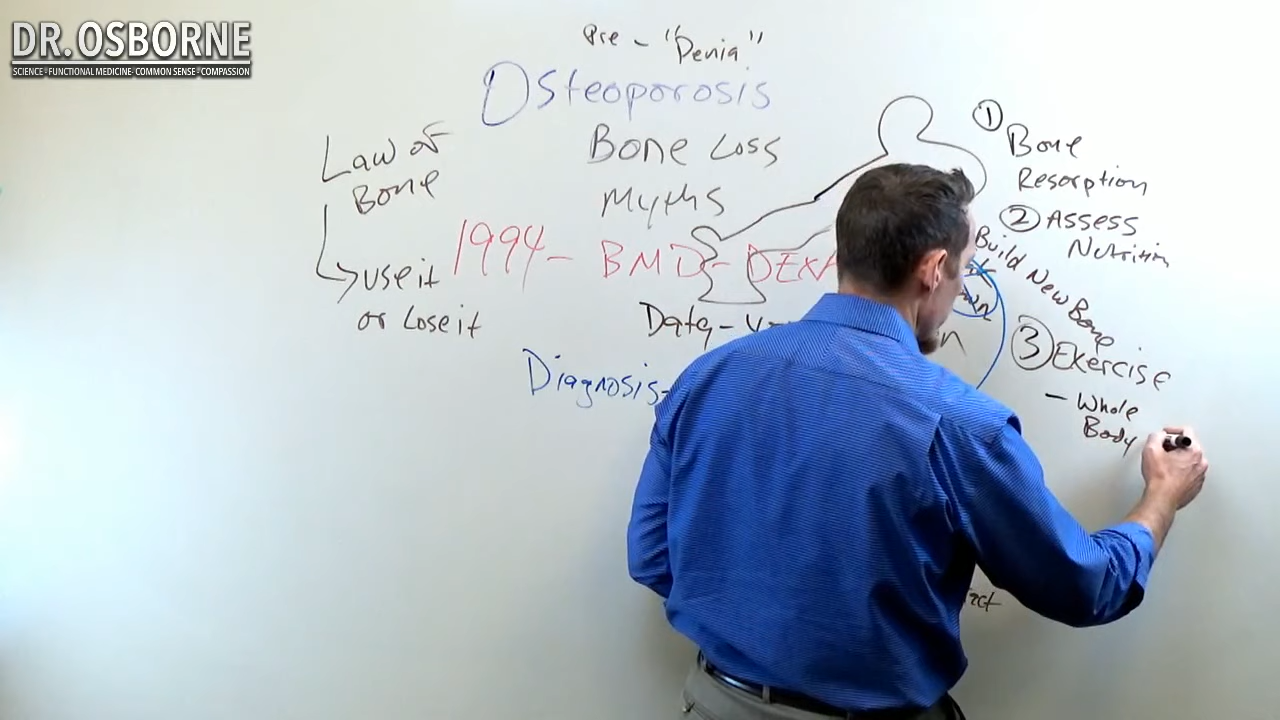 DR. OSBORNE
SCIENCE - FUNCTIONAL MEDICINE - COMMON SENSE - COMPASSION
Pre - "Penia"
Osteoporosis
Bone Loss
Myths
Law of
Bone
use it
or Lose it
1994 - BMD - DEXA
Data -
Diagnosis -
① Bone
Resorption
② Assess
Nutrition
Build New Bone
③ Exercise
- Whole
Body